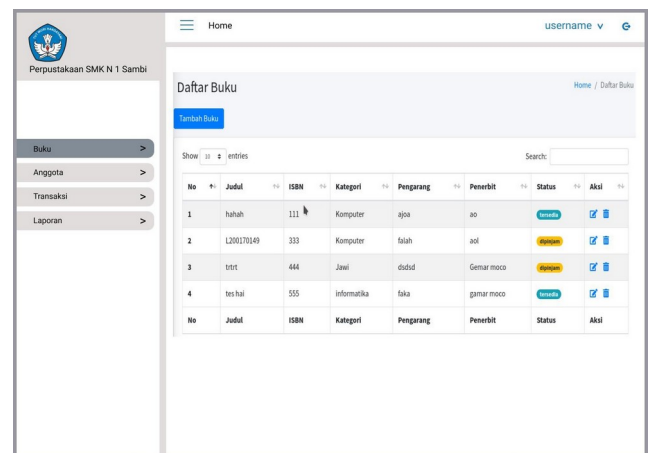 Home
username v
Perpustakaan SMK N 1 Sambi
Daftar Buku
Home / Daftar Buku
Tambah Buku
Buku >
Anggota >
Transaksi >
Laporan >
Show 10 entries
Search:
No Judul ISBN Kategori Pengarang Penerbit Status Aksi
1 hahah 111 Komputer ajoa ao tersedia
2 L200170149 333 Komputer falah aol dipinjam
3 trtrt 444 Jawi dsdsd Gemar moco dipinjam
4 tes hai 555 informatika faka gamar moco tersedia
No Judul ISBN Kategori Pengarang Penerbit Status Aksi